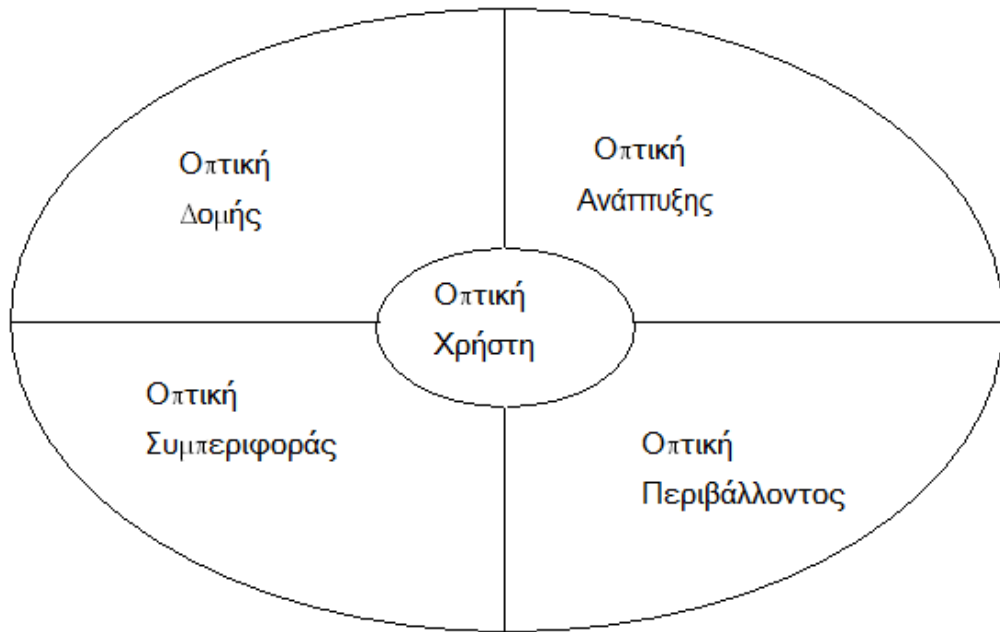 Οπτική
Δομής
Οπτική
Ανάπτυξης
Οπτική
Χρήστη
Οπτική
Συμπεριφοράς
Οπτική
Περιβάλλοντος